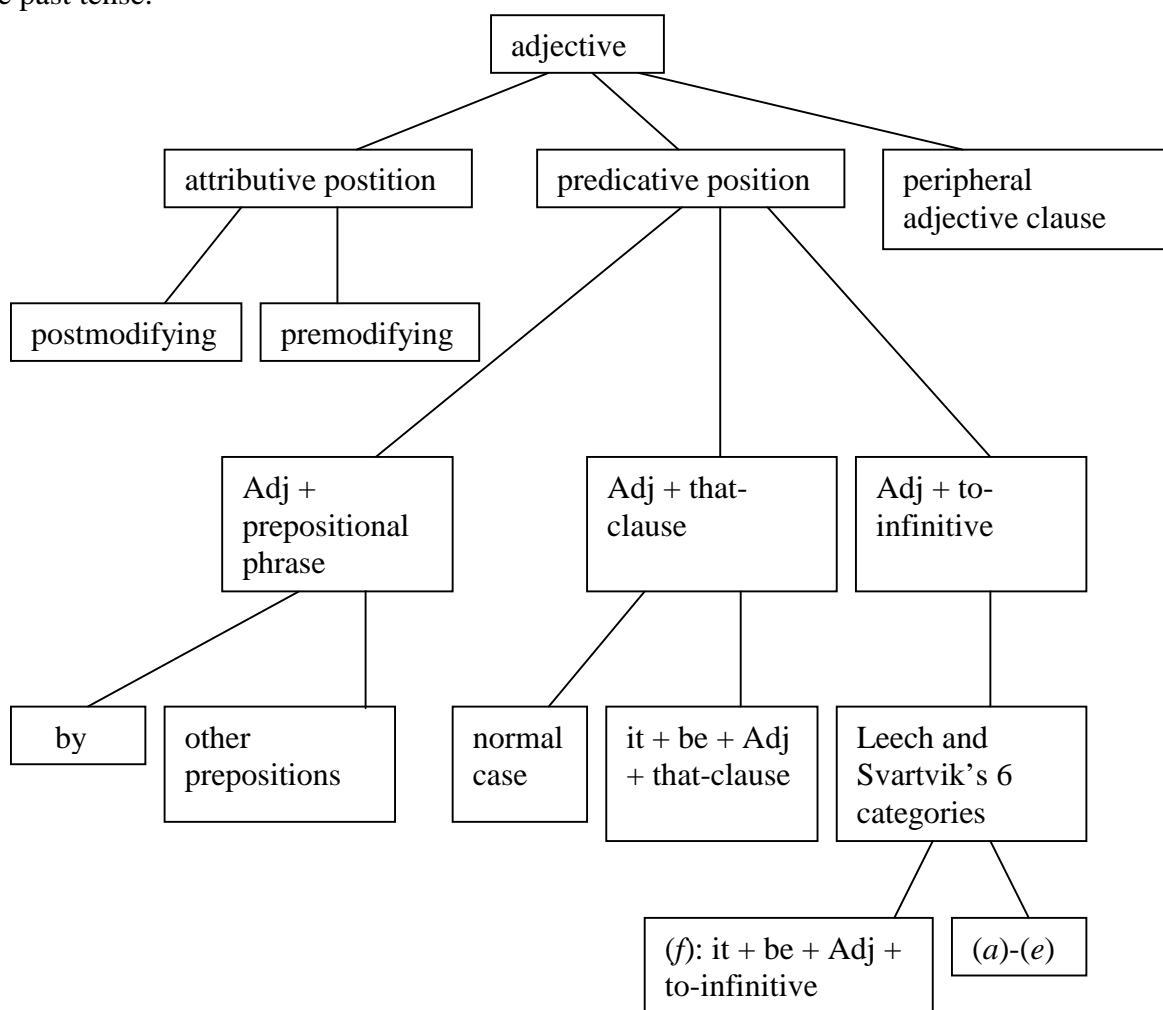 past tense.
adjective
attributive postition
predicative position
peripheral
adjective clause
postmodifying
premodifying
Adj +
prepositional
phrase
Adj + that-
clause
Adj + to-
infinitive
by
other
prepositions
normal
case
it + be + Adj
+ that-clause
Leech and
Svartvik's 6
categories
(f): it + be + Adj +
to-infinitive
(a)-(e)